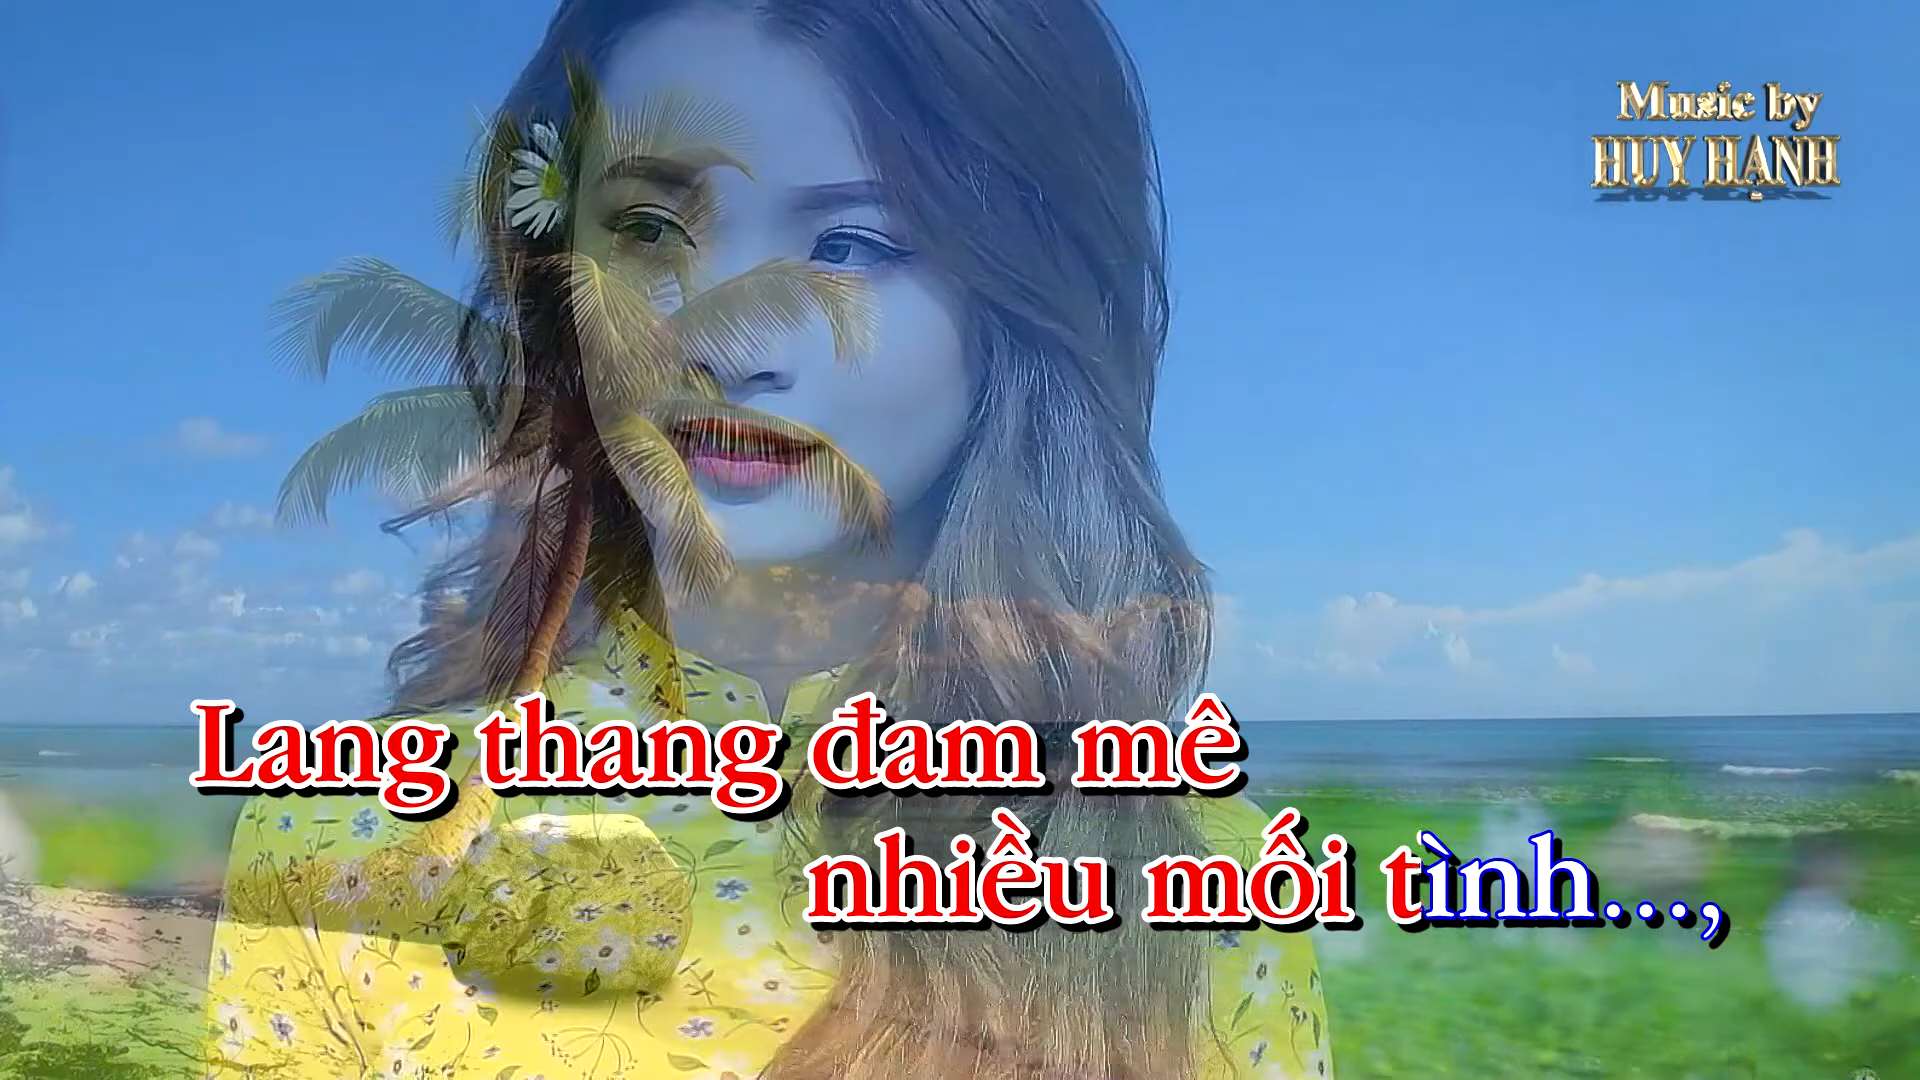 Music by
HUY HẠNH
Lang thang đam mê
nhiều mối tình...,